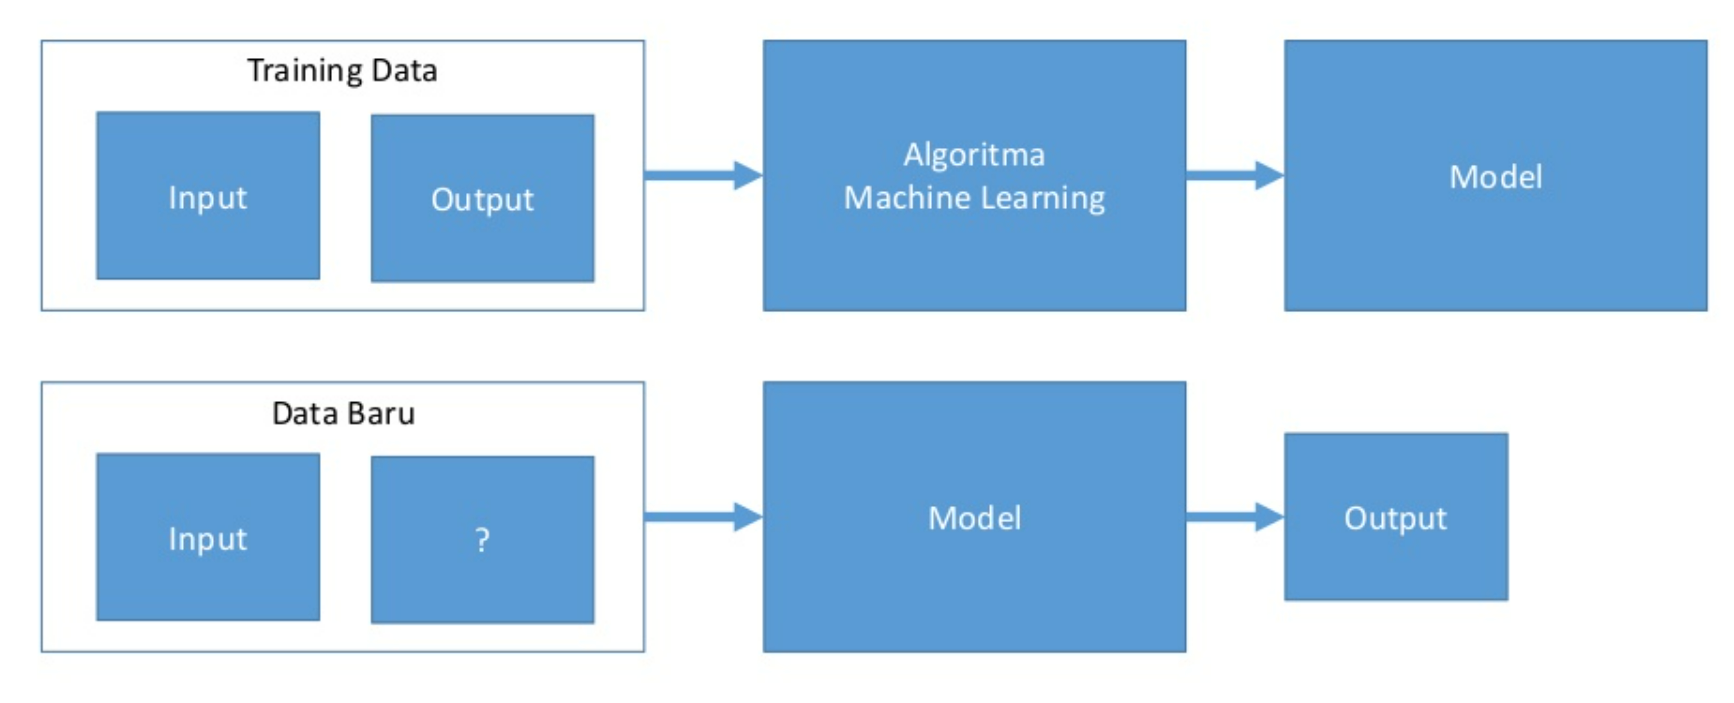 Training Data
Input
Output
Algoritma
Machine Learning
Model
Data Baru
Input
?
Model
Output